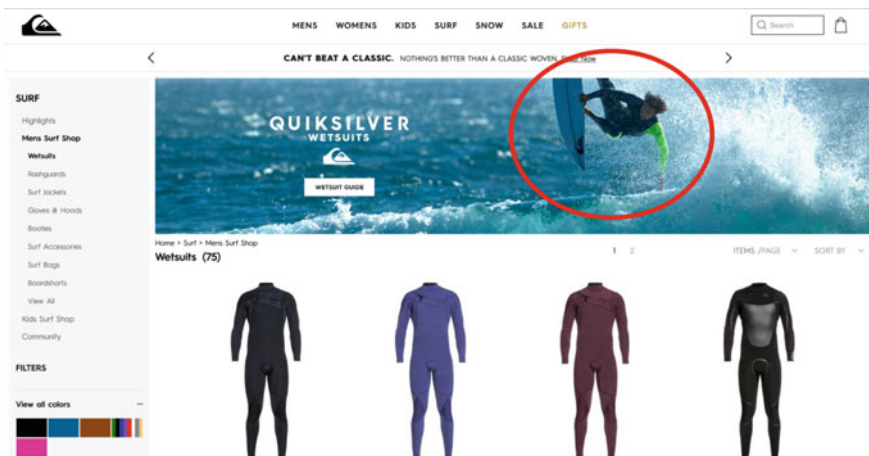 MENS WOMENS KIDS SURF SNOW SALE GIFTS
Search
CAN'T BEAT A CLASSIC. NOTHING'S BETTER THAN A CLASSIC WOVEN. Shop Now
SURF
Highlights
Mens Surf Shop
Wetsuits
Rashguards
Surf Jackets
Gloves & Hoods
Booties
Surf Accessories
Surf Bags
Boardshorts
View All
Kids Surf Shop
Community
FILTERS
View all colors
QUIKSILVER
WETSUITS
WETSUIT GUIDE
Home > Surf > Mens Surf Shop
Wetsuits (75)
1 2
ITEMS /PAGE
SORT BY